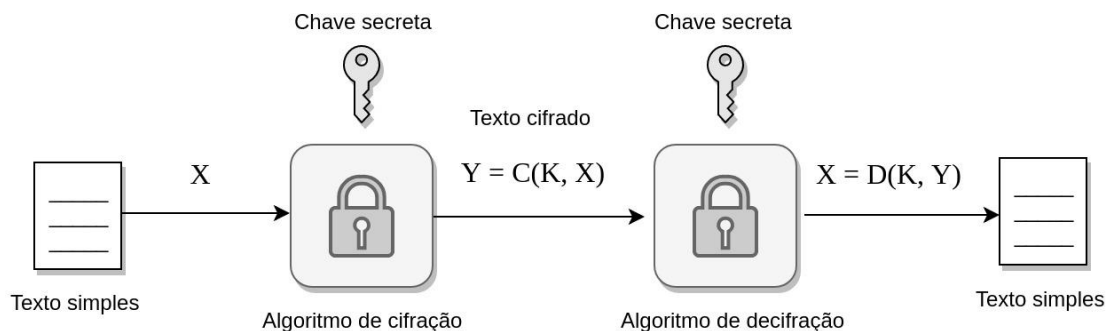 Chave secreta
Chave secreta
Texto cifrado
X
Y = C(K, X)
X = D(K, Y)
Texto simples
Algoritmo de cifração
Algoritmo de decifração
Texto simples